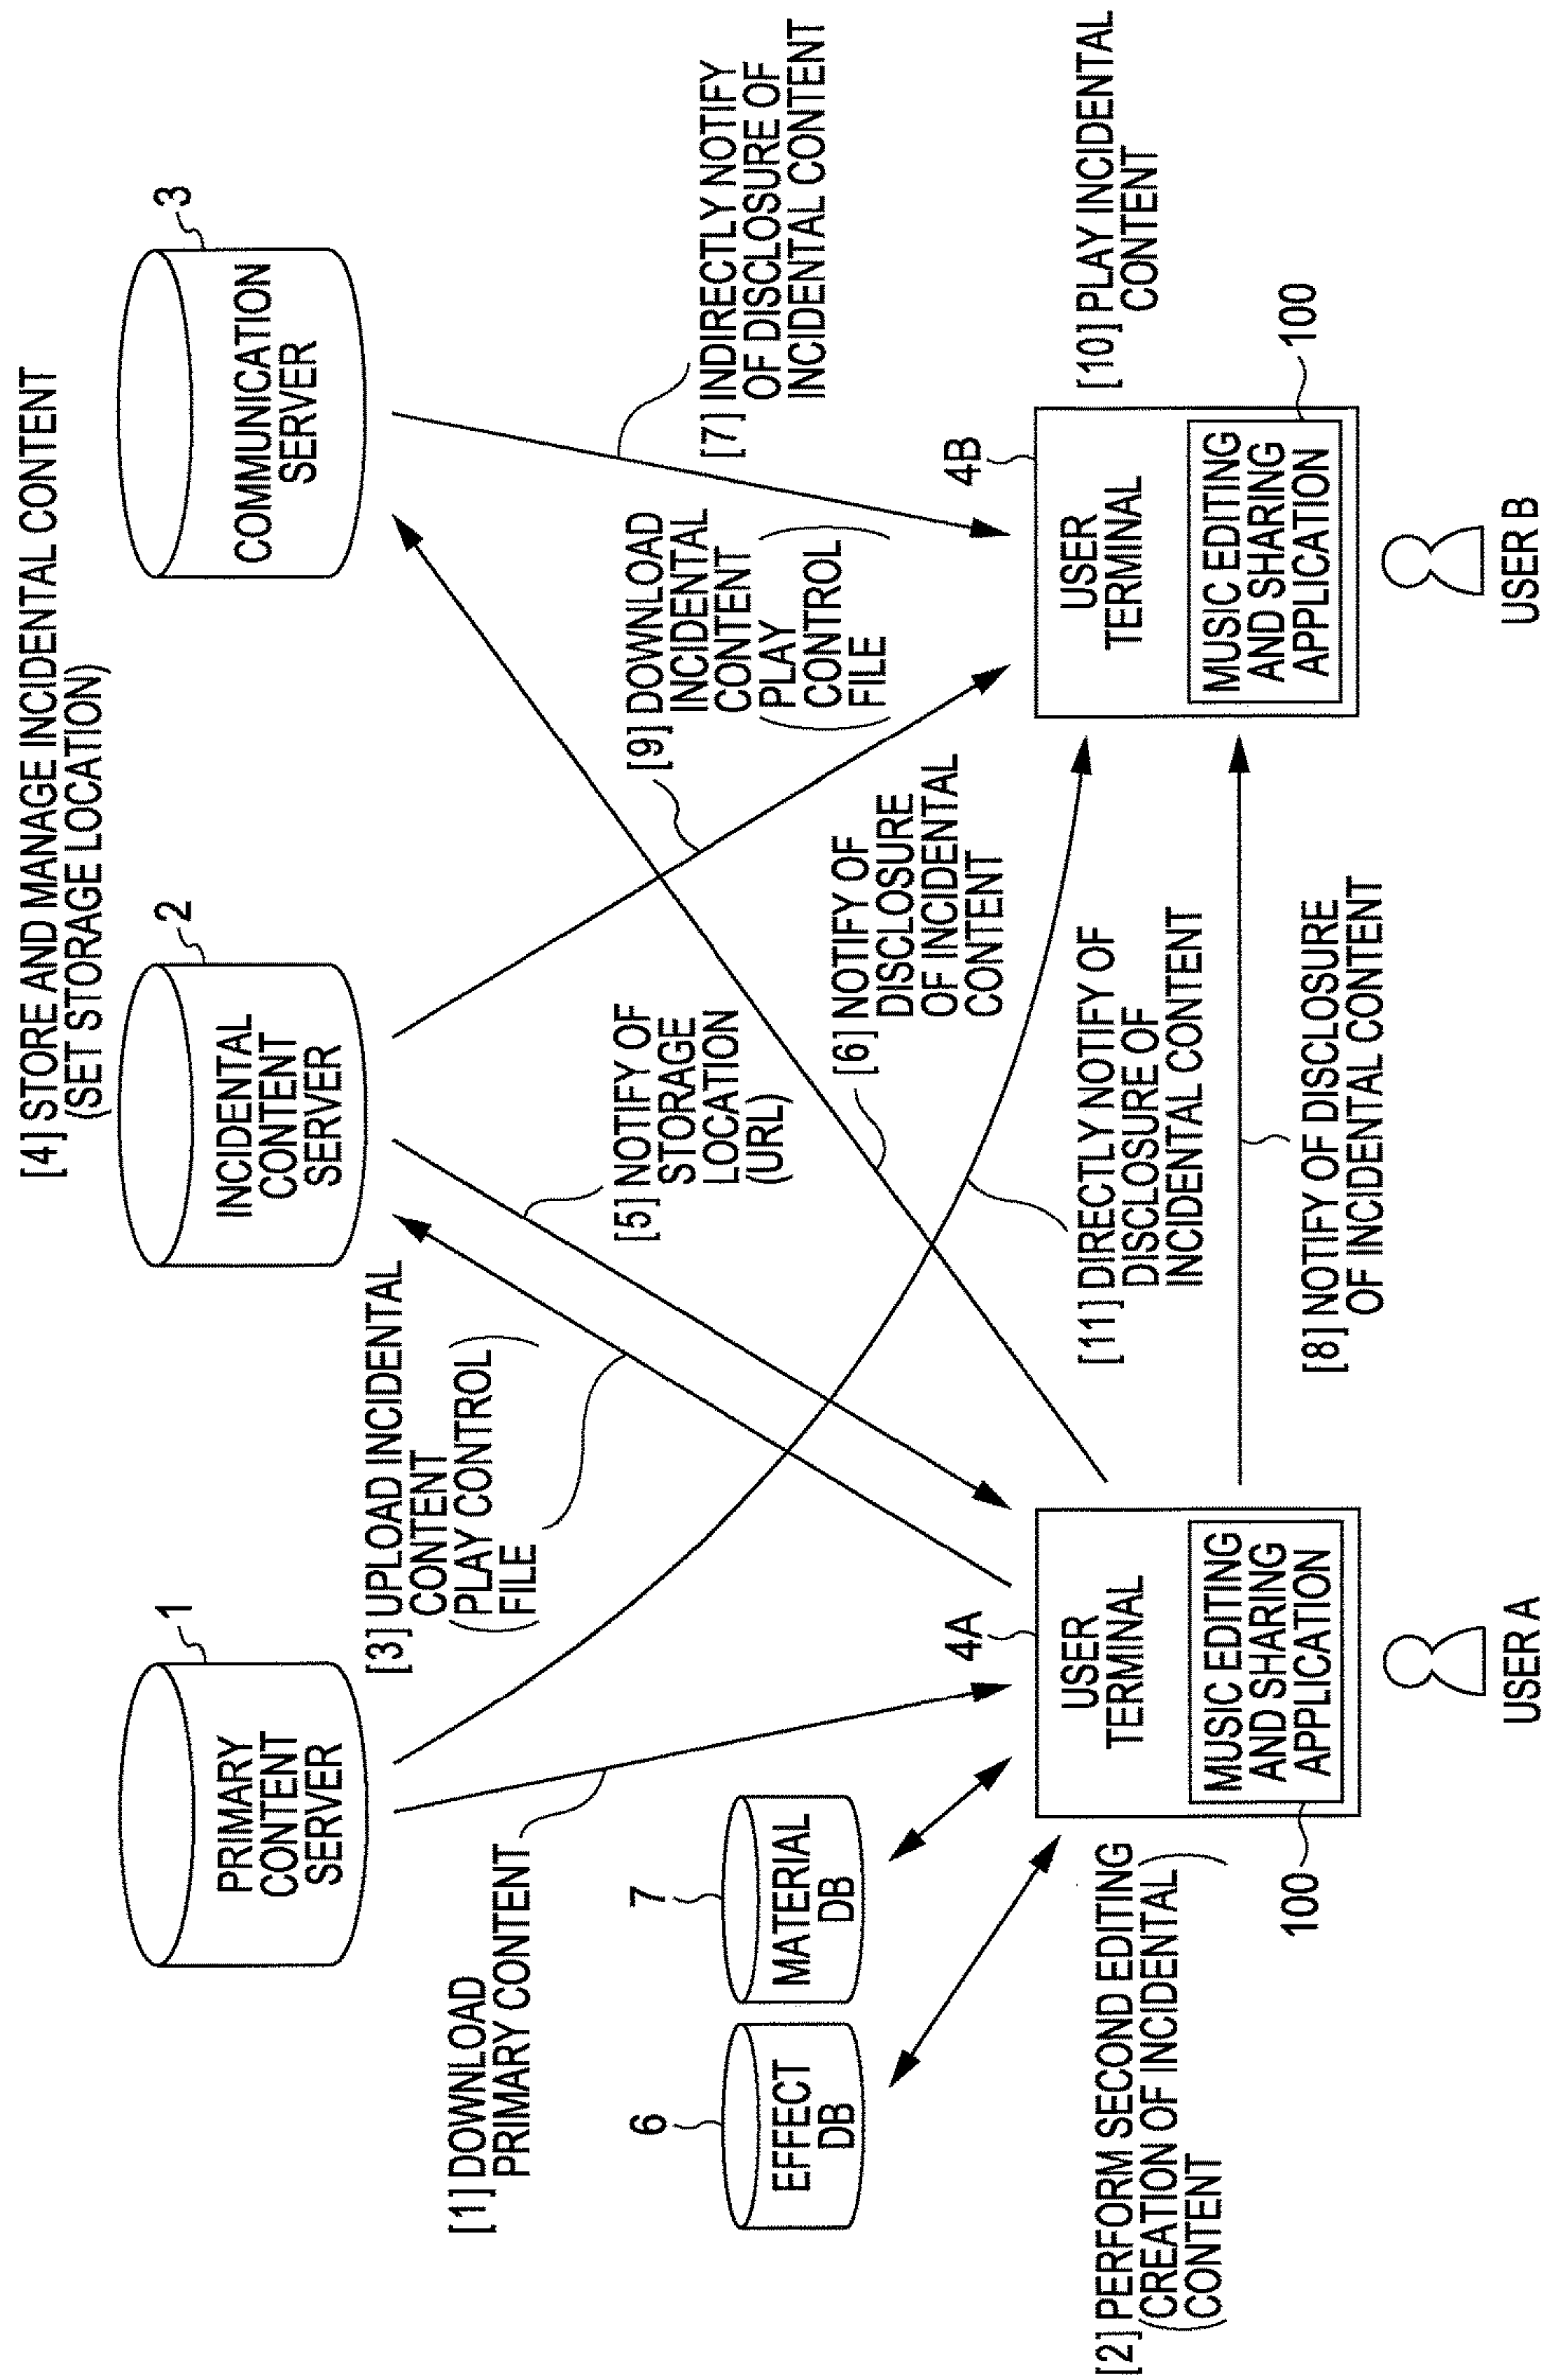 [4] STORE AND MANAGE INCIDENTAL CONTENT
(SET STORAGE LOCATION)
1
PRIMARY
CONTENT
SERVER
2
INCIDENTAL
CONTENT
SERVER
3
COMMUNICATION
SERVER
[1] DOWNLOAD
PRIMARY CONTENT
[3] UPLOAD INCIDENTAL
CONTENT
(PLAY CONTROL
FILE)
[5] NOTIFY OF
STORAGE
LOCATION
(URL)
[9] DOWNLOAD
INCIDENTAL
CONTENT
(PLAY
CONTROL
FILE)
[7] INDIRECTLY NOTIFY
OF DISCLOSURE OF
INCIDENTAL CONTENT
6
EFFECT
DB
7
MATERIAL
DB
[6] NOTIFY OF
DISCLOSURE
OF INCIDENTAL
CONTENT
[2] PERFORM SECOND EDITING
(CREATION OF INCIDENTAL
CONTENT)
4A
USER
TERMINAL
MUSIC EDITING
AND SHARING
APPLICATION
100
USER A
[11] DIRECTLY NOTIFY OF
DISCLOSURE OF
INCIDENTAL CONTENT
[8] NOTIFY OF DISCLOSURE
OF INCIDENTAL CONTENT
4B
USER
TERMINAL
MUSIC EDITING
AND SHARING
APPLICATION
100
USER B
[10] PLAY INCIDENTAL
CONTENT